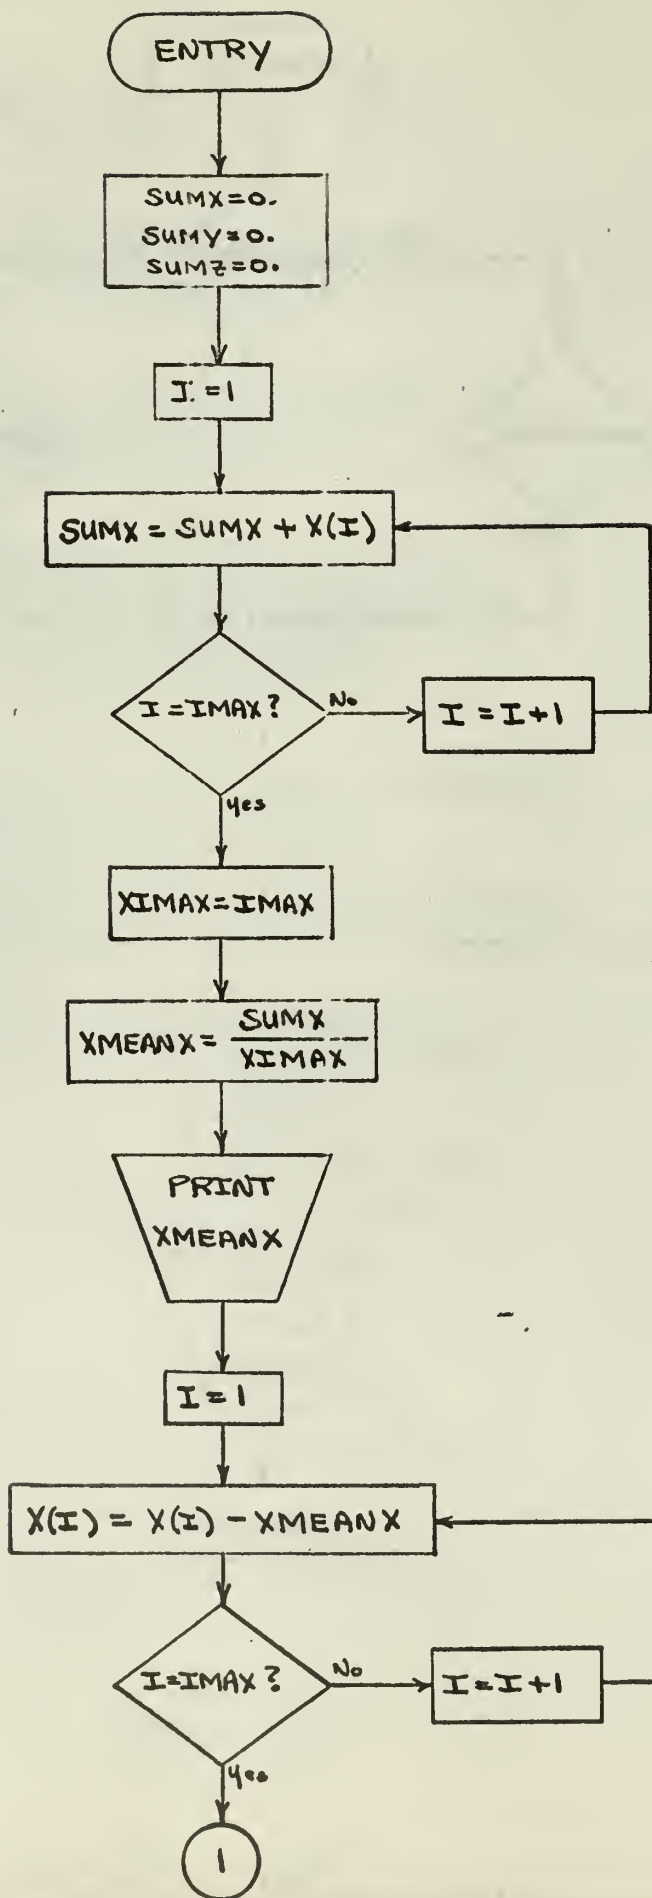 ENTRY
SUMX=0.
SUMY=0.
SUMZ=0.
I=1
SUMX = SUMX + X(I)
I=IMAX?
No
I = I+1
yes
XIMAX=IMAX
XMEANX = SUMX
XIMAX
PRINT
XMEANX
I=1
X(I) = X(I) - XMEANX
I=IMAX?
No
I=I+1
yes
1